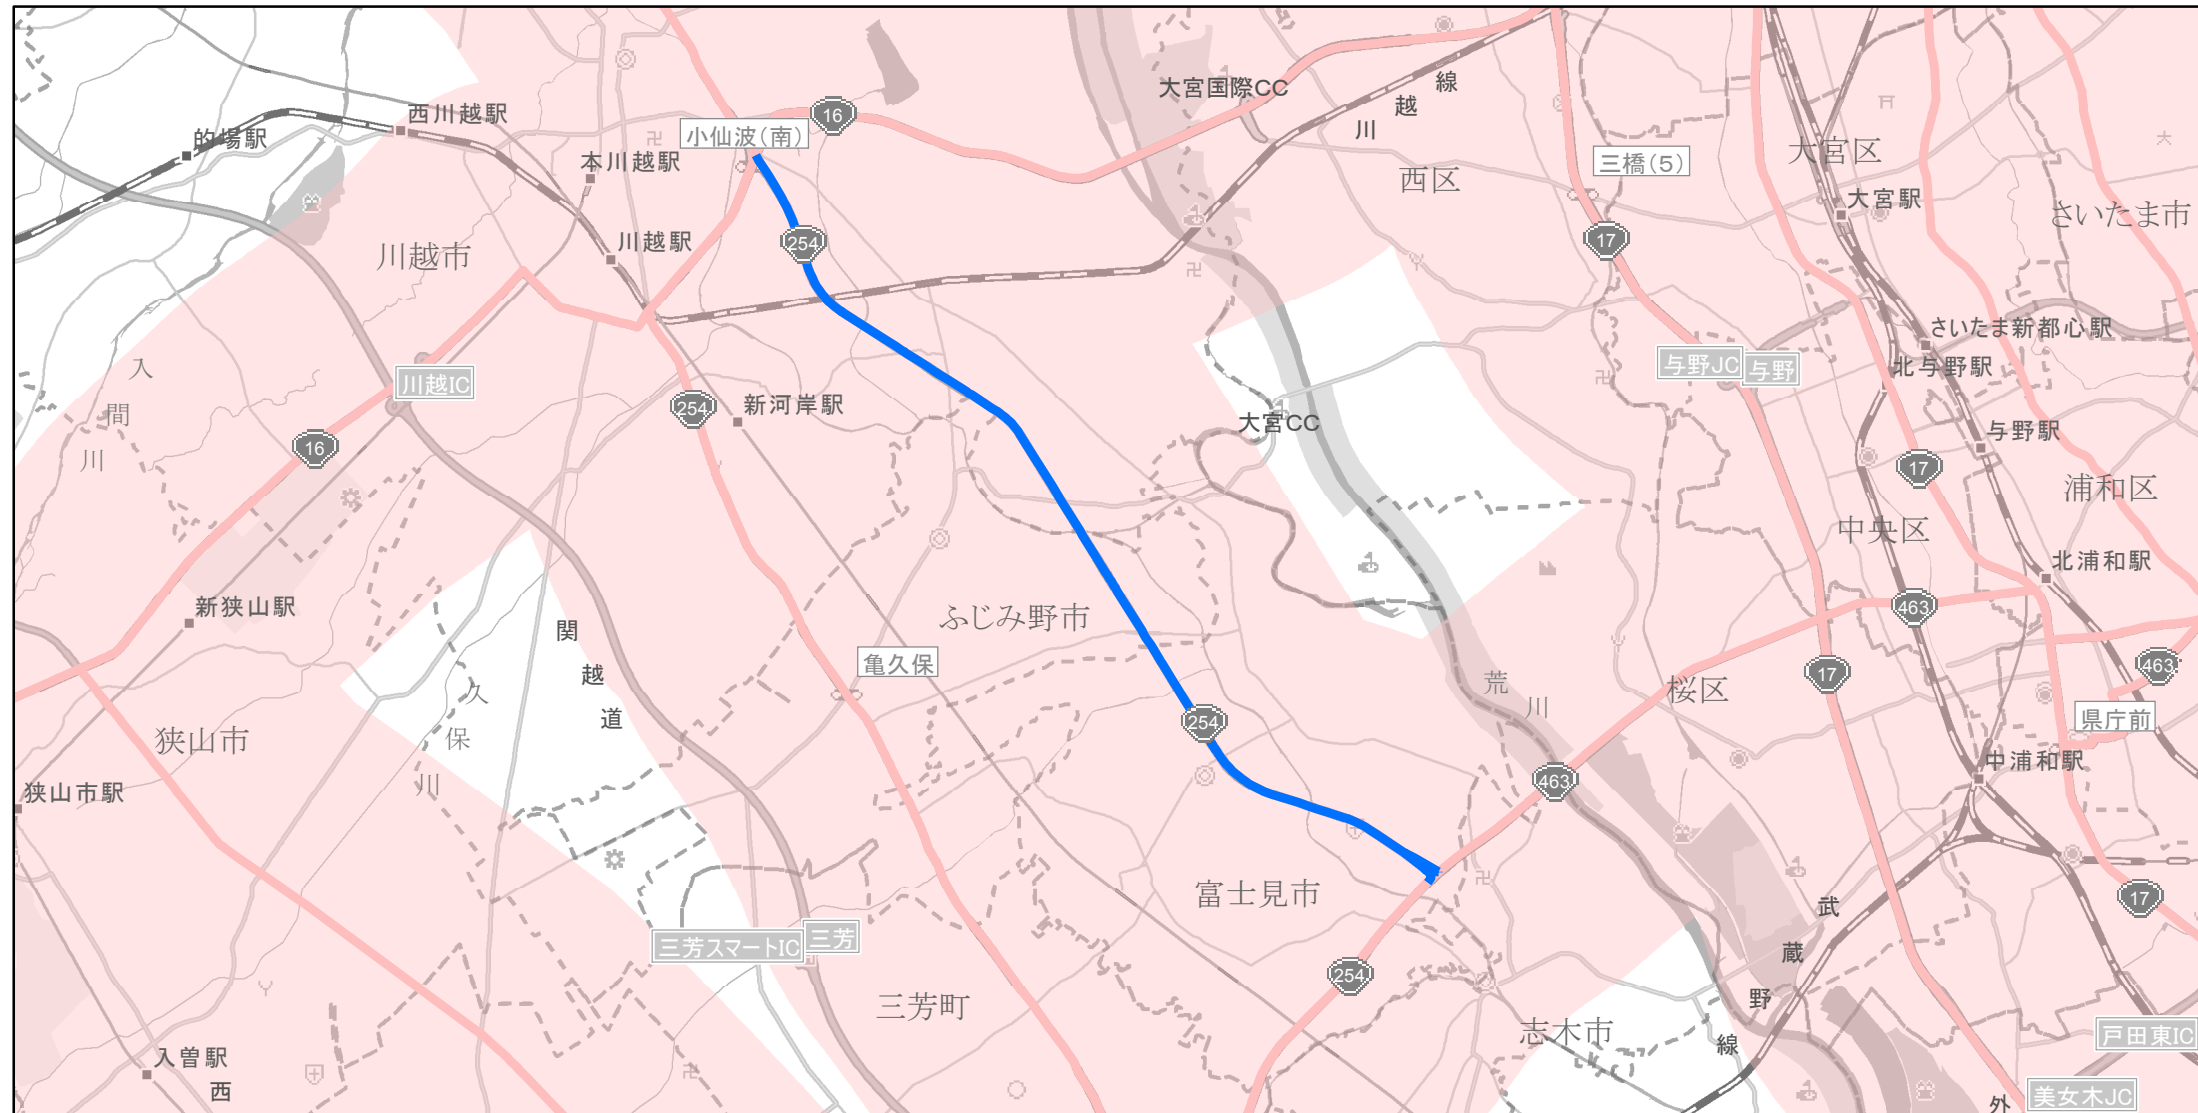 大宮国際CC
川越線
16
西川越駅
的場駅
小仙波(南)
本川越駅
三橋(5)
大宮区
西区
大宮駅
さいたま市
川越駅
川越市
254
17
さいたま新都心駅
与野JC
与野
北与野駅
入間川
川越IC
254
新河岸駅
大宮CC
与野駅
16
17
浦和区
中央区
北浦和駅
新狭山駅
ふじみ野市
463
関越道
亀久保
463
17
久保川
荒川
桜区
254
県庁前
狭山市
中浦和駅
463
狭山市駅
富士見市
17
武蔵野線
三芳スマートIC
三芳
254
三芳町
志木市
戸田東IC
入曽駅
西
美女木JC
外